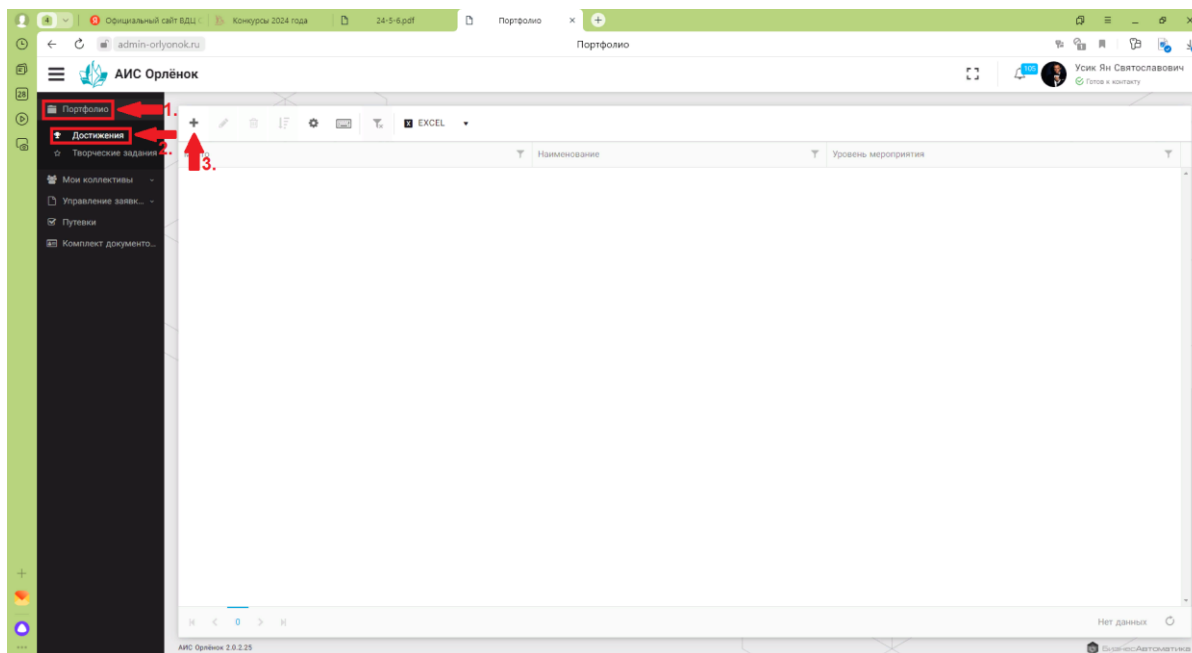 4
Официальный сайт ВДЦ С
Конкурсы 2024 года
24-5-6.pdf
Портфолио
admin-orlyonok.ru
Портфолио
28
АИС Орлёнок
105
Усик Ян Святославович
Готов к контакту
Портфолио
1.
Достижения
2.
Творческие задания
Мои коллективы
Управление заявк...
Путевки
Комплект документо...
EXCEL
3.
Наименование
Уровень мероприятия
0
Нет данных
АИС Орлёнок 2.0.2.25
БизнесАвтоматика